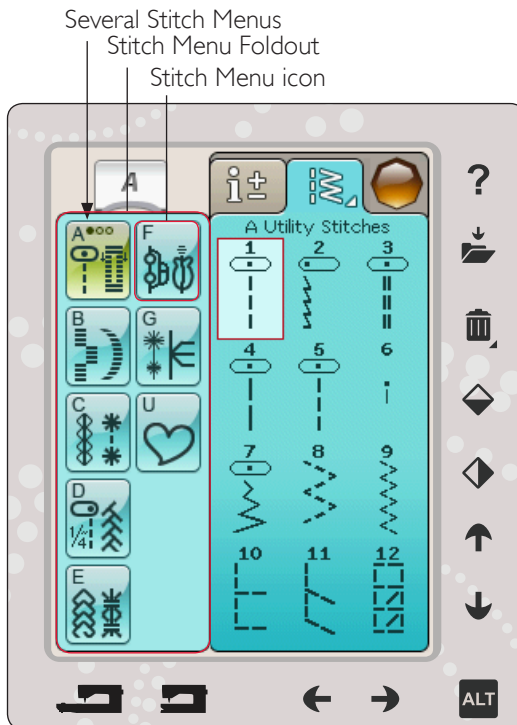 Several Stitch Menus
Stitch Menu Foldout
Stitch Menu icon
A
i±
?
A Utility Stitches
A F
1 2 3
B G
4 5 6
C U
7 8 9
D
1/4"
10 11 12
E
ALT